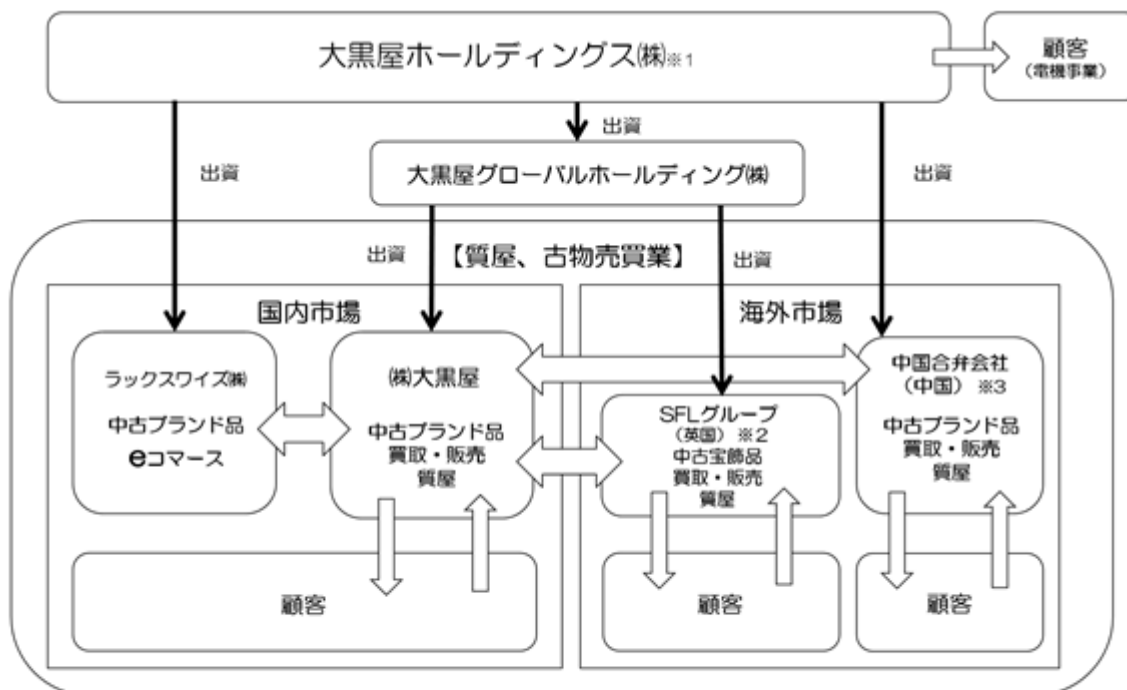 大黒屋ホールディングス㈱※1
顧客
（電機事業）
出資
出資
出資
大黒屋グローバルホールディング㈱
出資
【質屋、古物売買業】
出資
国内市場
海外市場
ラックスワイズ㈱
中古ブランド品
eコマース
㈱大黒屋
中古ブランド品
買取・販売
質屋
SFLグループ
（英国）※2
中古宝飾品
買取・販売
質屋
中国合弁会社
（中国）※3
中古ブランド品
買取・販売
質屋
顧客
顧客
顧客